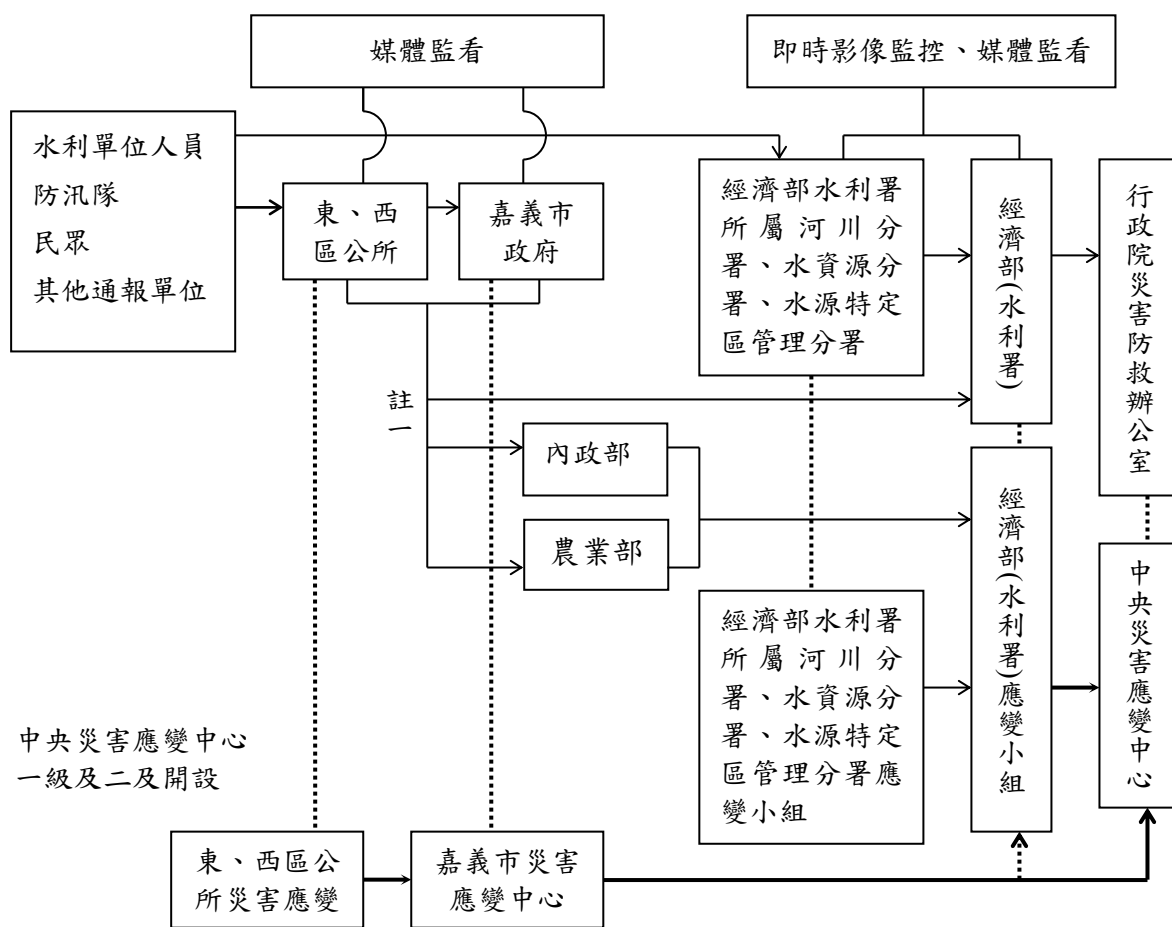 媒體監看
即時影像監控、媒體監看
水利單位人員
防汛隊
民眾
其他通報單位
東、西
區公所
嘉義市
政府
經濟部水利署
所屬河川分
署、水資源分
署、水源特定
區管理分署
經濟部(水利署)
行政院災害防救辦公室
註一
內政部
農業部
經濟部水利署
所屬河川分
署、水資源分
署、水源特定
區管理分署應
變小組
經濟部(水利署)應變小組
中央災害應變中心
中央災害應變中心
一級及二及開設
東、西區公
所災害應變
嘉義市災害
應變中心